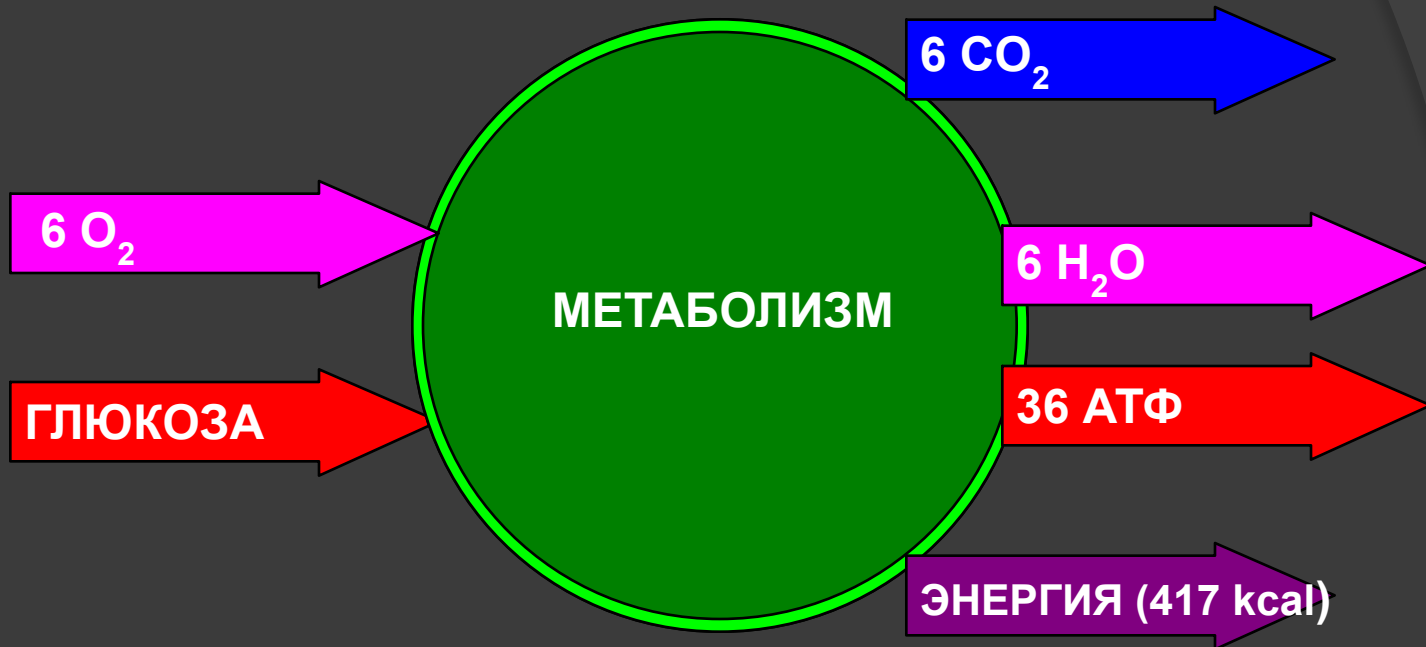 6 CO₂
6 O₂
6 H₂O
МЕТАБОЛИЗМ
ГЛЮКОЗА
36 АТФ
ЭНЕРГИЯ (417 kcal)